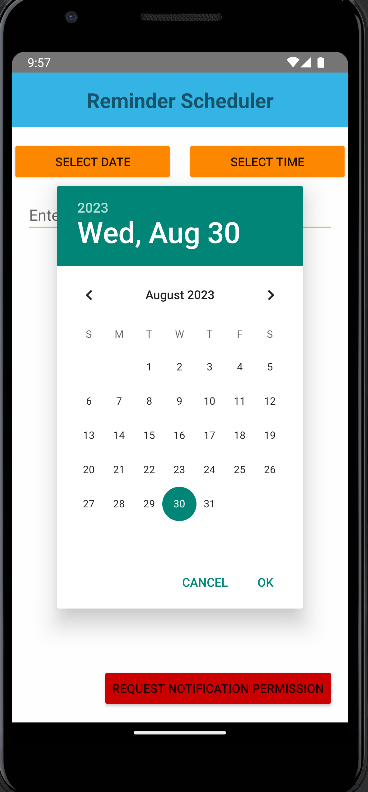 9:57
Reminder Scheduler
SELECT DATE SELECT TIME
2023
Wed, Aug 30
Ente
August 2023
S M T W T F S
1 2 3 4 5
6 7 8 9 10 11 12
13 14 15 16 17 18 19
20 21 22 23 24 25 26
27 28 29 30 31
CANCEL OK
REQUEST NOTIFICATION PERMISSION